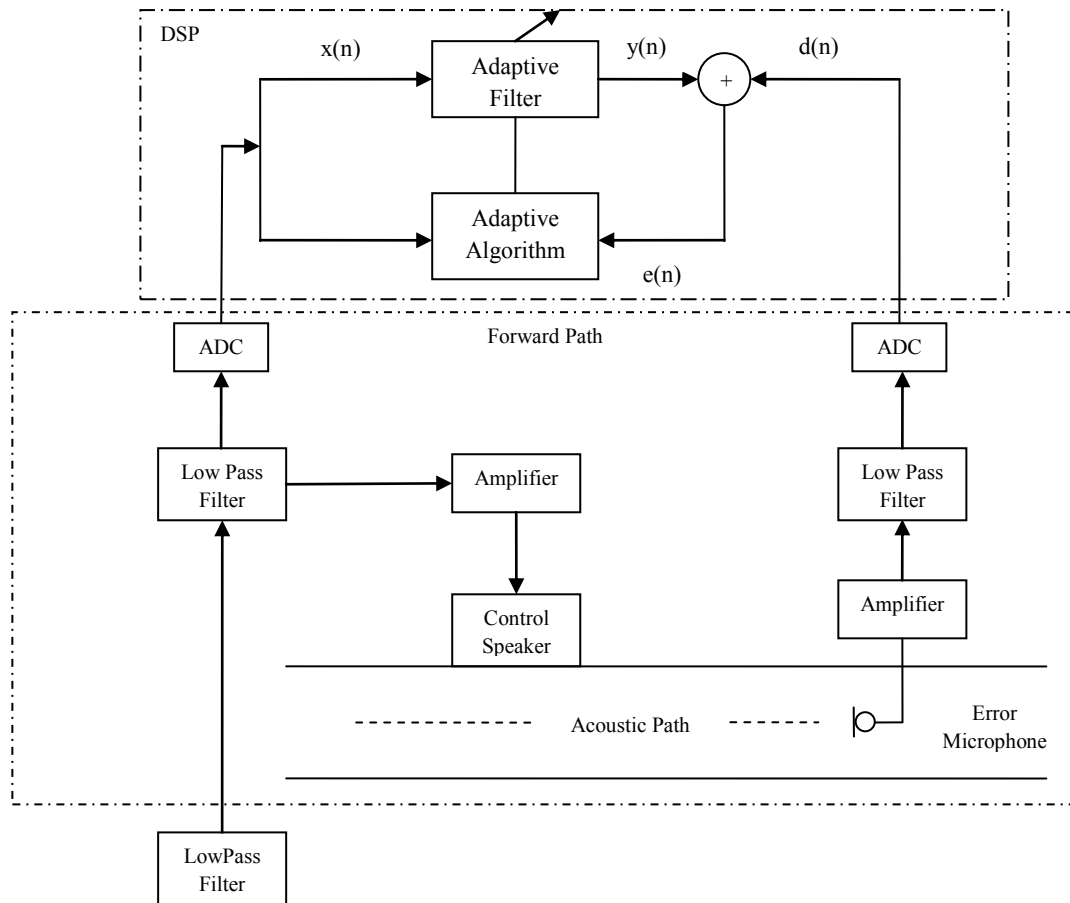 DSP
x(n)
Adaptive
Filter
y(n)
+
d(n)
Adaptive
Algorithm
e(n)
Forward Path
ADC
ADC
Low Pass
Filter
Amplifier
Low Pass
Filter
Amplifier
Control
Speaker
Acoustic Path
Error
Microphone
LowPass
Filter